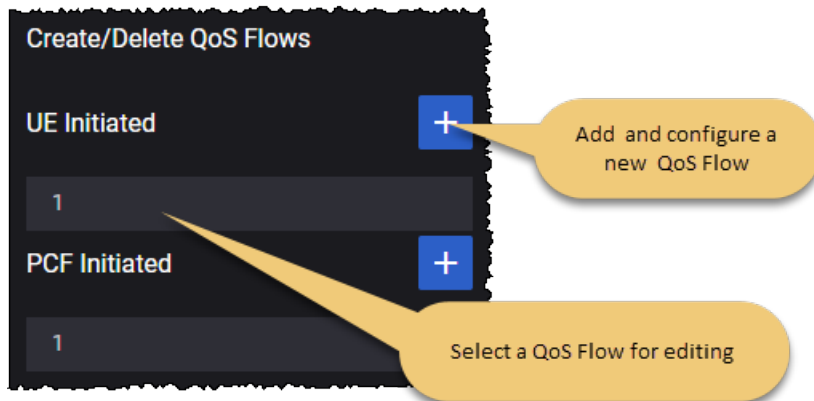 Create/Delete QoS Flows
UE Initiated
+
Add and configure a
new QoS Flow
1
PCF Initiated
+
1
Select a QoS Flow for editing